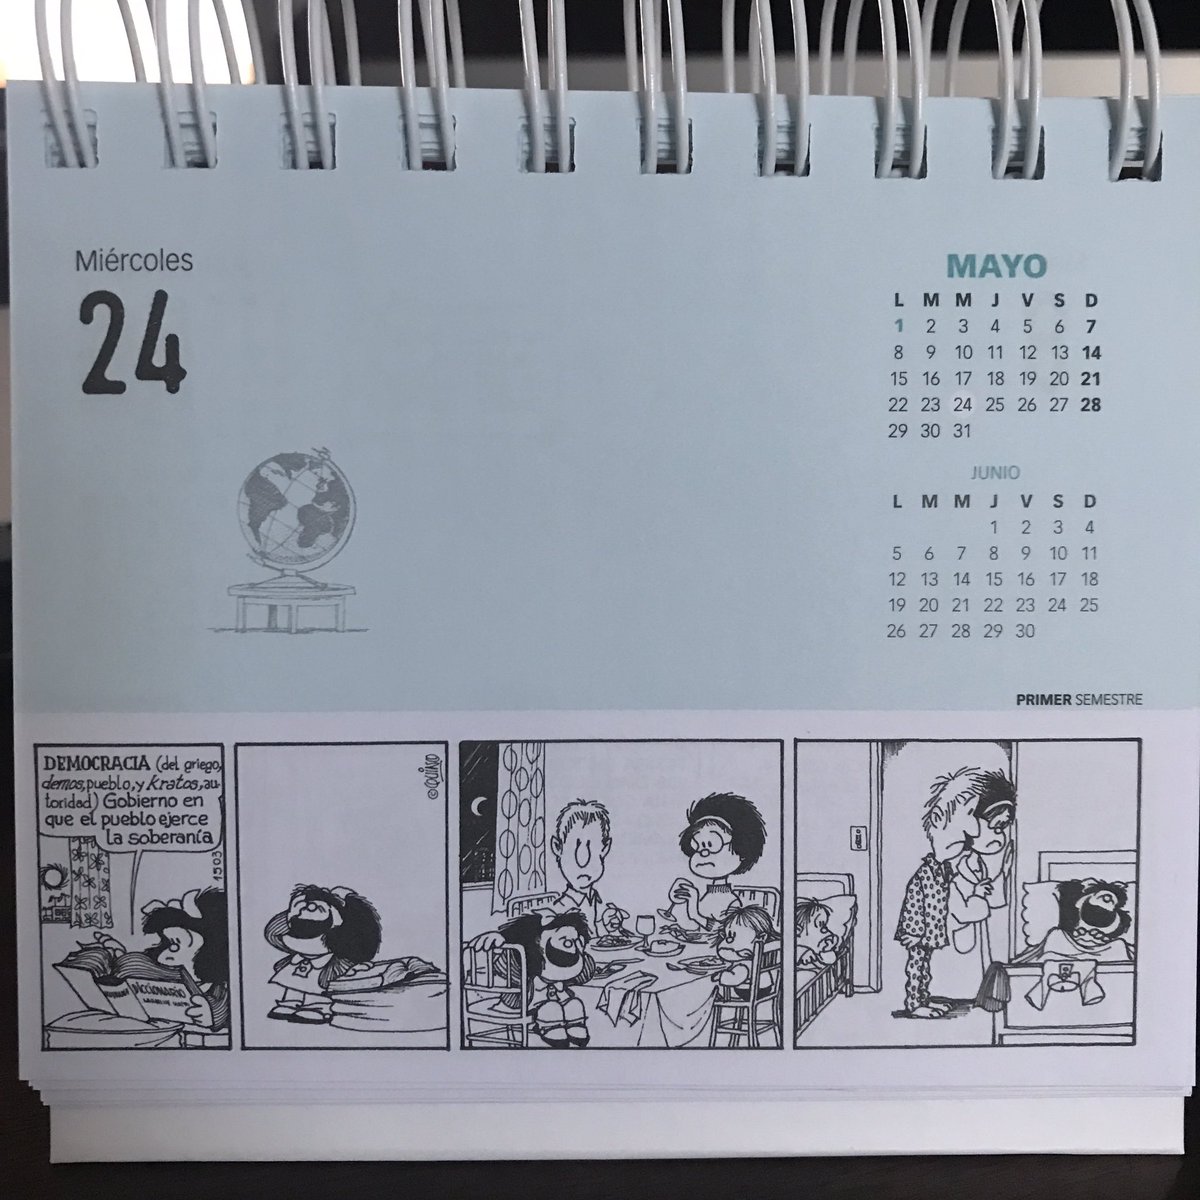 Miércoles
24
MAYO
L M M J V S D
1 2 3 4 5 6 7
8 9 10 11 12 13 14
15 16 17 18 19 20 21
22 23 24 25 26 27 28
29 30 31
JUNIO
L M M J V S D
1 2 3 4
5 6 7 8 9 10 11
12 13 14 15 16 17 18
19 20 21 22 23 24 25
26 27 28 29 30
PRIMER SEMESTRE
DEMOCRACIA (del griego,
demos, pueblo, y kratos, au-
toridad) Gobierno en
que el pueblo ejerce
la soberanía
1503
DICCIONARIO
©QUINO